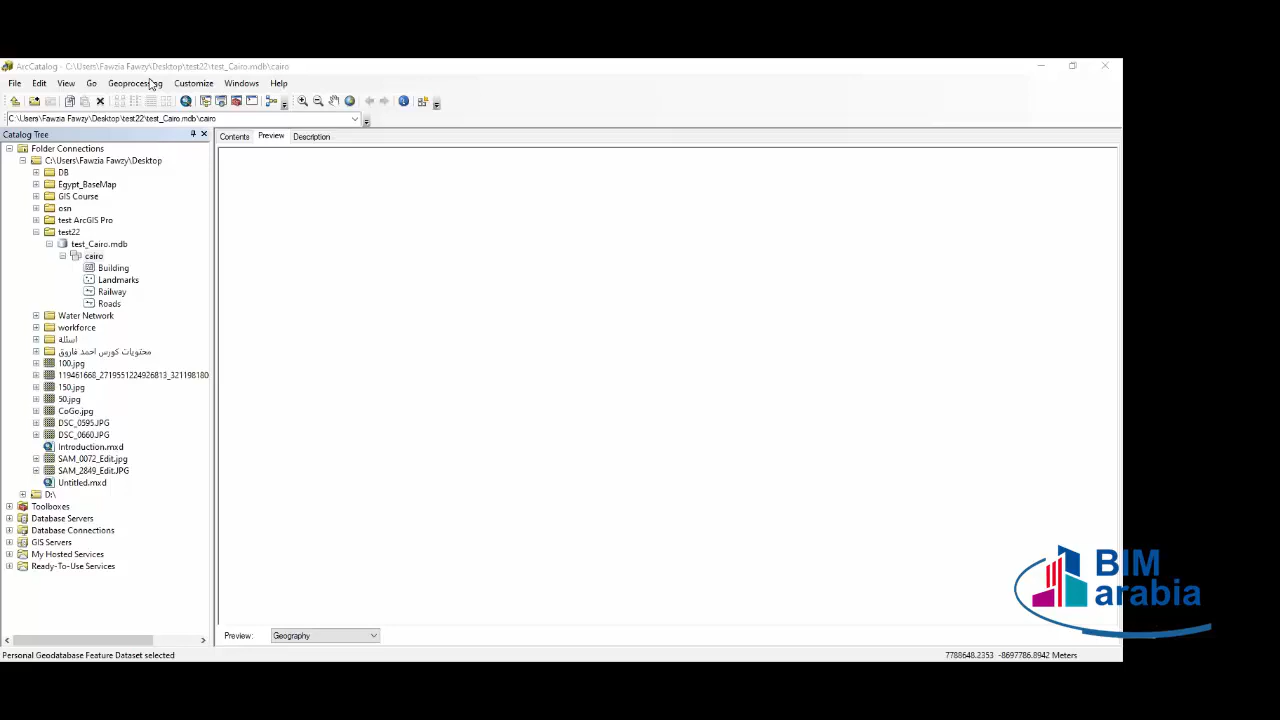 ArcCatalog - C:\Users\Fawzia Fawzy\Desktop\test22\test_Cairo.mdb\cairo
File Edit View Go Geoprocessing Customize Windows Help
C:\Users\Fawzia Fawzy\Desktop\test22\test_Cairo.mdb\cairo
Catalog Tree
Contents Preview Description
Folder Connections
C:\Users\Fawzia Fawzy\Desktop
DB
Egypt_BaseMap
GIS Course
osn
test ArcGIS Pro
test22
test_Cairo.mdb
cairo
Building
Landmarks
Railway
Roads
Water Network
workforce
اسئلة
محتويات كورس احمد فاروق
100.jpg
119461668_2719551224926813_321198180
150.jpg
50.jpg
CoGo.jpg
DSC_0595.JPG
DSC_0660.JPG
Introduction.mxd
SAM_0072_Edit.jpg
SAM_2849_Edit.JPG
Untitled.mxd
D:\
Toolboxes
Database Servers
Database Connections
GIS Servers
My Hosted Services
Ready-To-Use Services
BIM
arabia
Preview: Geography
Personal Geodatabase Feature Dataset selected
7788648.2353 -8697786.8942 Meters